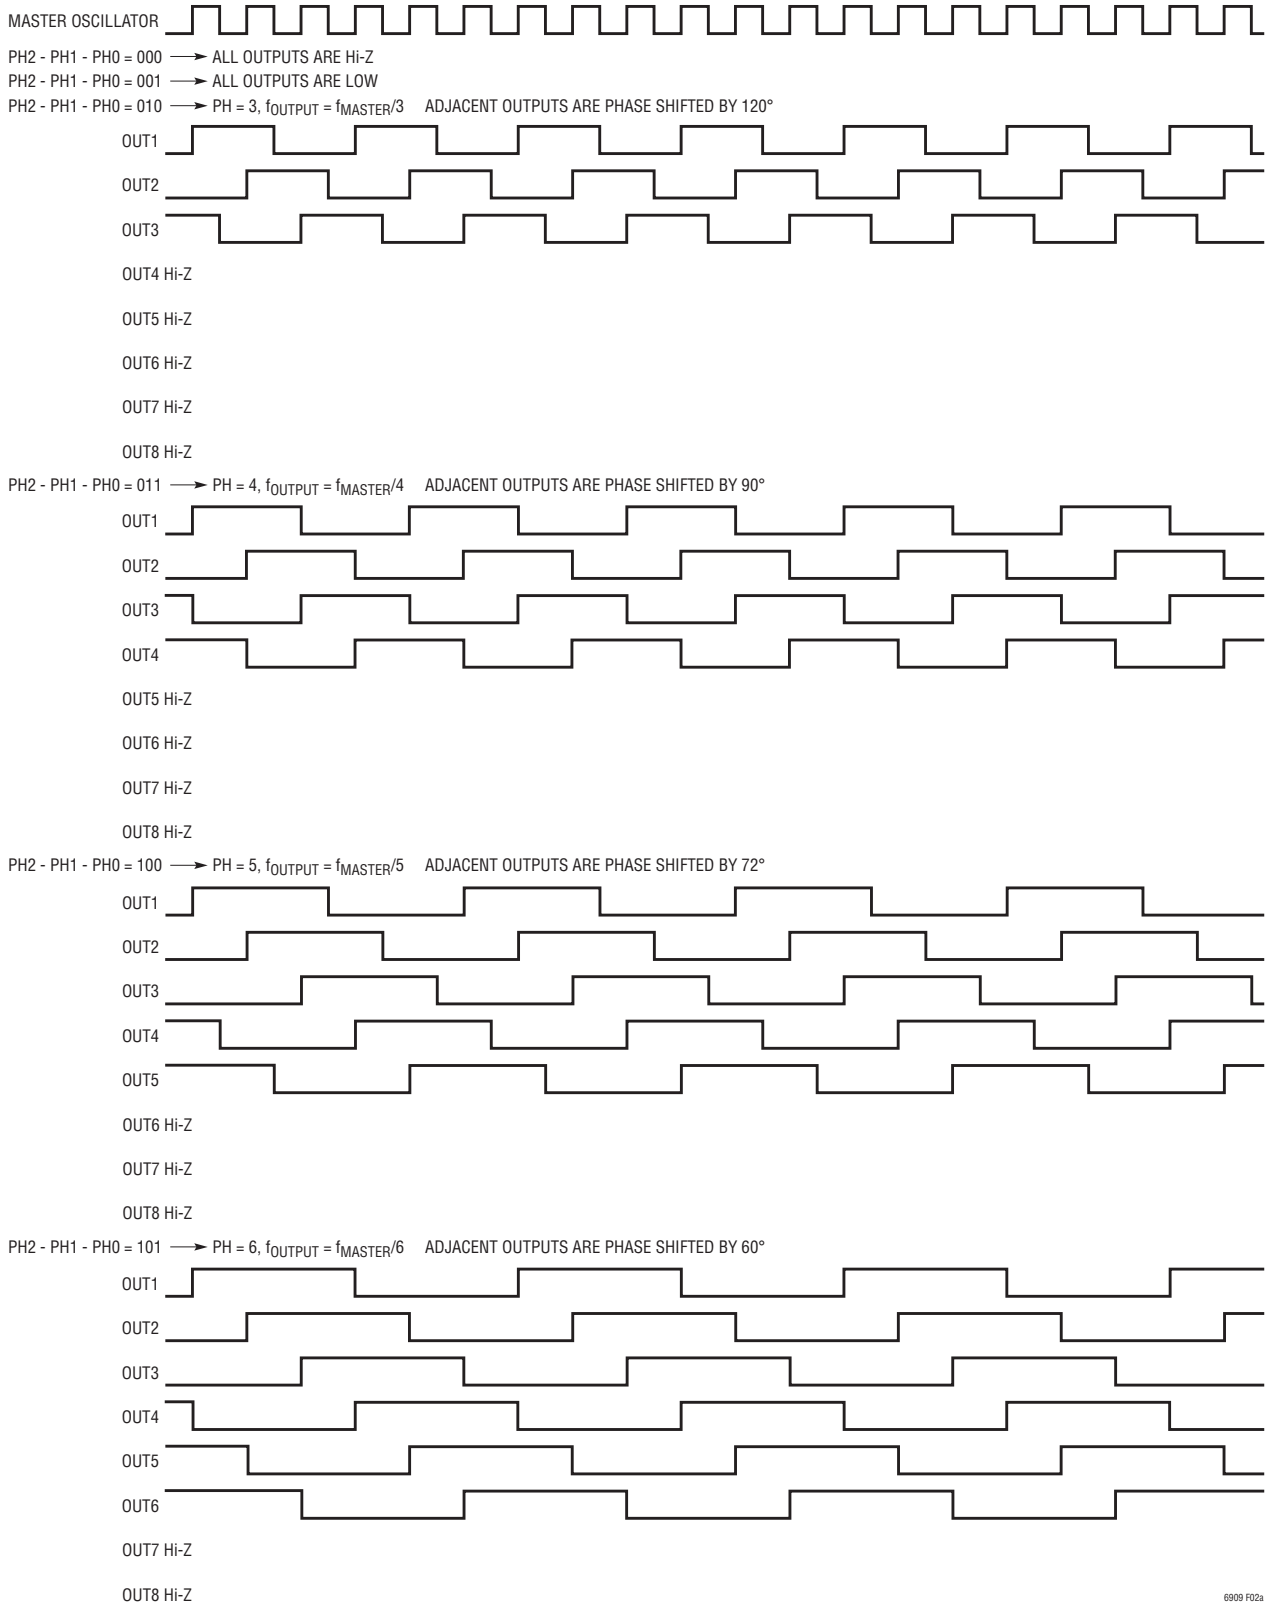 MASTER OSCILLATOR
PH2 - PH1 - PH0 = 000 → ALL OUTPUTS ARE Hi-Z
PH2 - PH1 - PH0 = 001 → ALL OUTPUTS ARE LOW
PH2 - PH1 - PH0 = 010 → PH = 3, fOUTPUT = fMASTER/3 ADJACENT OUTPUTS ARE PHASE SHIFTED BY 120°
OUT1
OUT2
OUT3
OUT4 Hi-Z
OUT5 Hi-Z
OUT6 Hi-Z
OUT7 Hi-Z
OUT8 Hi-Z
PH2 - PH1 - PH0 = 011 → PH = 4, fOUTPUT = fMASTER/4 ADJACENT OUTPUTS ARE PHASE SHIFTED BY 90°
OUT1
OUT2
OUT3
OUT4
OUT5 Hi-Z
OUT6 Hi-Z
OUT7 Hi-Z
OUT8 Hi-Z
PH2 - PH1 - PH0 = 100 → PH = 5, fOUTPUT = fMASTER/5 ADJACENT OUTPUTS ARE PHASE SHIFTED BY 72°
OUT1
OUT2
OUT3
OUT4
OUT5
OUT6 Hi-Z
OUT7 Hi-Z
OUT8 Hi-Z
PH2 - PH1 - PH0 = 101 → PH = 6, fOUTPUT = fMASTER/6 ADJACENT OUTPUTS ARE PHASE SHIFTED BY 60°
OUT1
OUT2
OUT3
OUT4
OUT5
OUT6
OUT7 Hi-Z
OUT8 Hi-Z
6909 F02a